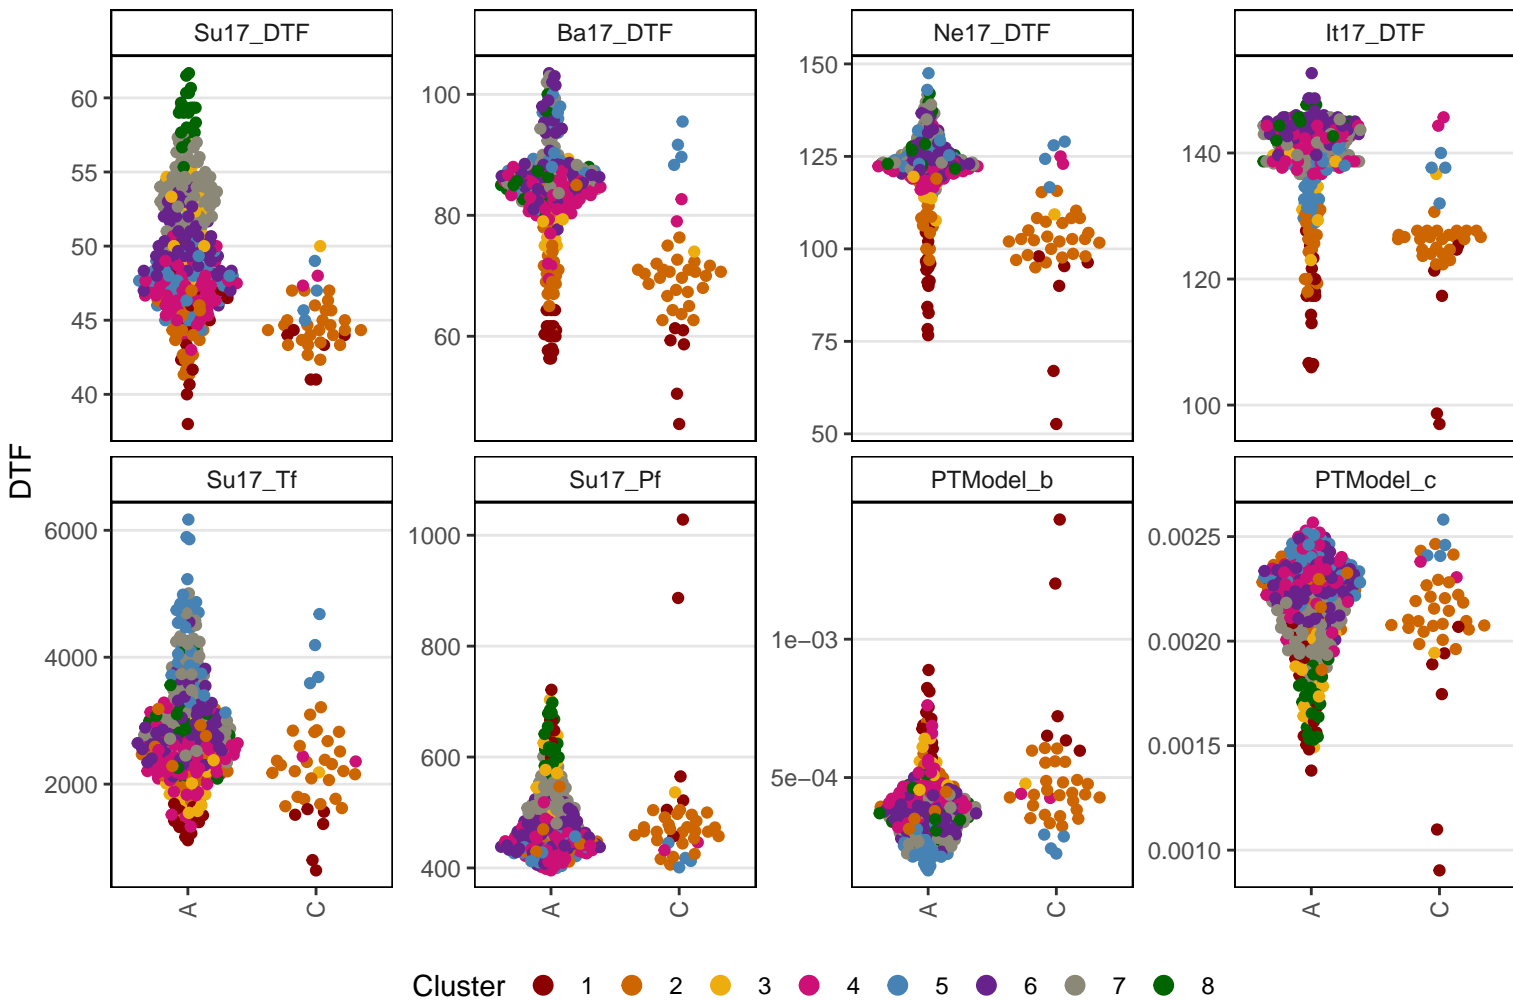 Su17_DTF
Ba17_DTF
Ne17_DTF
It17_DTF
60
55
50
45
40
100
80
60
150
125
100
75
50
140
120
100
DTF
Su17_Tf
Su17_Pf
PTModel_b
PTModel_c
6000
4000
2000
1000
800
600
400
1e−03
5e−04
0.0025
0.0020
0.0015
0.0010
A C A C A C A C
Cluster 1 2 3 4 5 6 7 8